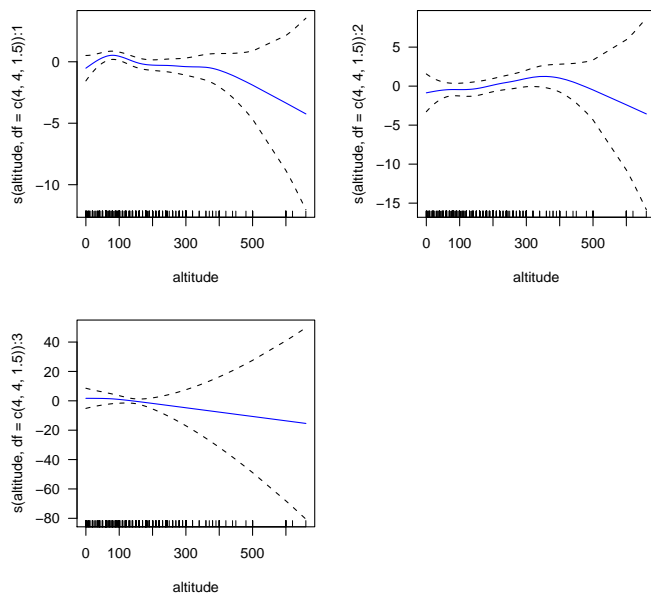 s(altitude, df = c(4, 4, 1.5)):1
0
−5
−10
0 100 300 500
altitude
s(altitude, df = c(4, 4, 1.5)):2
5
0
−5
−10
−15
0 100 300 500
altitude
s(altitude, df = c(4, 4, 1.5)):3
40
20
0
−20
−40
−60
−80
0 100 300 500
altitude